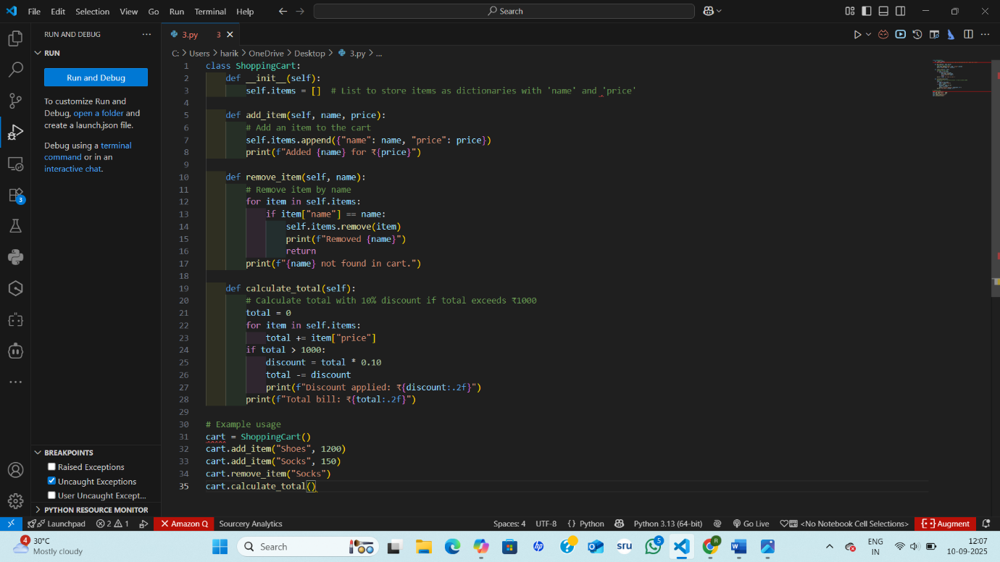 File Edit Selection View Go Run Terminal Help Search
RUN AND DEBUG
3.py 3
RUN
C: > Users > harik > OneDrive > Desktop > 3.py > ...
Run and Debug
To customize Run and
Debug, open a folder and
create a launch.json file.
Debug using a terminal
command or in an
interactive chat.
3
1 class ShoppingCart:
2     def __init__(self):
3         self.items = []  # List to store items as dictionaries with 'name' and 'price'
4
5     def add_item(self, name, price):
6         # Add an item to the cart
7         self.items.append({"name": name, "price": price})
8         print(f"Added {name} for ₹{price}")
9
10     def remove_item(self, name):
11         # Remove item by name
12         for item in self.items:
13             if item["name"] == name:
14                 self.items.remove(item)
15                 print(f"Removed {name}")
16                 return
17         print(f"{name} not found in cart.")
18
19     def calculate_total(self):
20         # Calculate total with 10% discount if total exceeds ₹1000
21         total = 0
22         for item in self.items:
23             total += item["price"]
24         if total > 1000:
25             discount = total * 0.10
26             total -= discount
27             print(f"Discount applied: ₹{discount:.2f}")
28         print(f"Total bill: ₹{total:.2f}")
29
30 # Example usage
31 cart = ShoppingCart()
32 cart.add_item("Shoes", 1200)
33 cart.add_item("Socks", 150)
34 cart.remove_item("Socks")
35 cart.calculate_total()
BREAKPOINTS
Raised Exceptions
Uncaught Exceptions
User Uncaught Except...
PYTHON RESOURCE MONITOR
Launchpad 2 1 Amazon Q Sourcery Analytics Spaces: 4 UTF-8 {} Python Python 3.13 (64-bit) Go Live <No Notebook Cell Selections> Augment
4 30°C
Mostly cloudy
Search
hp
sru
5
R
W
ENG
IN
12:07
10-09-2025